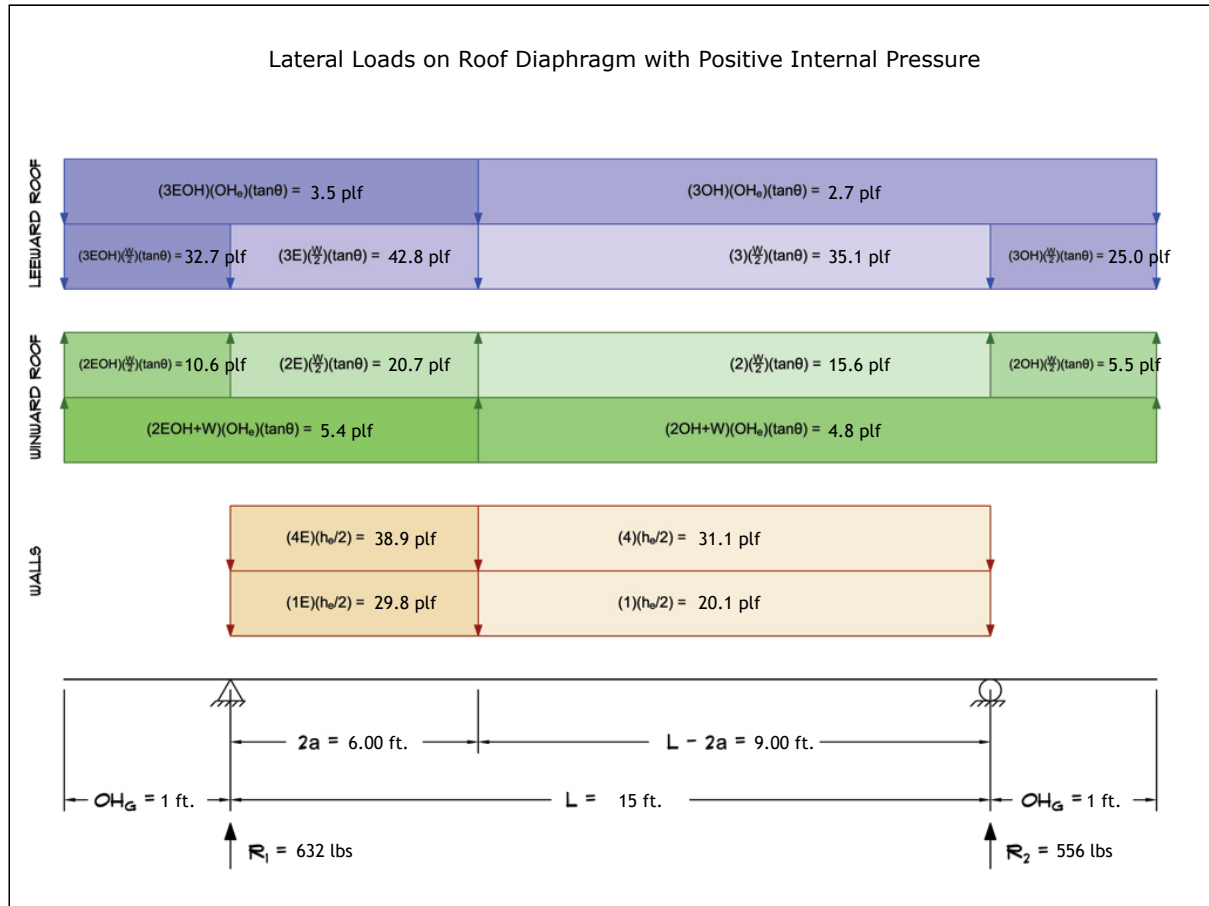 Lateral Loads on Roof Diaphragm with Positive Internal Pressure
LEEWARD ROOF
(3EOH)(OHₑ)(tanθ) = 3.5 plf
(3OH)(OHₑ)(tanθ) = 2.7 plf
(3EOH)(W/2)(tanθ) = 32.7 plf
(3E)(W/2)(tanθ) = 42.8 plf
(3)(W/2)(tanθ) = 35.1 plf
(3OH)(W/2)(tanθ) = 25.0 plf
WINWARD ROOF
(2EOH)(W/2)(tanθ) = 10.6 plf
(2E)(W/2)(tanθ) = 20.7 plf
(2)(W/2)(tanθ) = 15.6 plf
(2OH)(W/2)(tanθ) = 5.5 plf
(2EOH+W)(OHₑ)(tanθ) = 5.4 plf
(2OH+W)(OHₑ)(tanθ) = 4.8 plf
WALLS
(4E)(hₑ/2) = 38.9 plf
(4)(hₑ/2) = 31.1 plf
(1E)(hₑ/2) = 29.8 plf
(1)(hₑ/2) = 20.1 plf
2a = 6.00 ft.
L - 2a = 9.00 ft.
OH_G = 1 ft.
L = 15 ft.
OH_G = 1 ft.
R₁ = 632 lbs
R₂ = 556 lbs